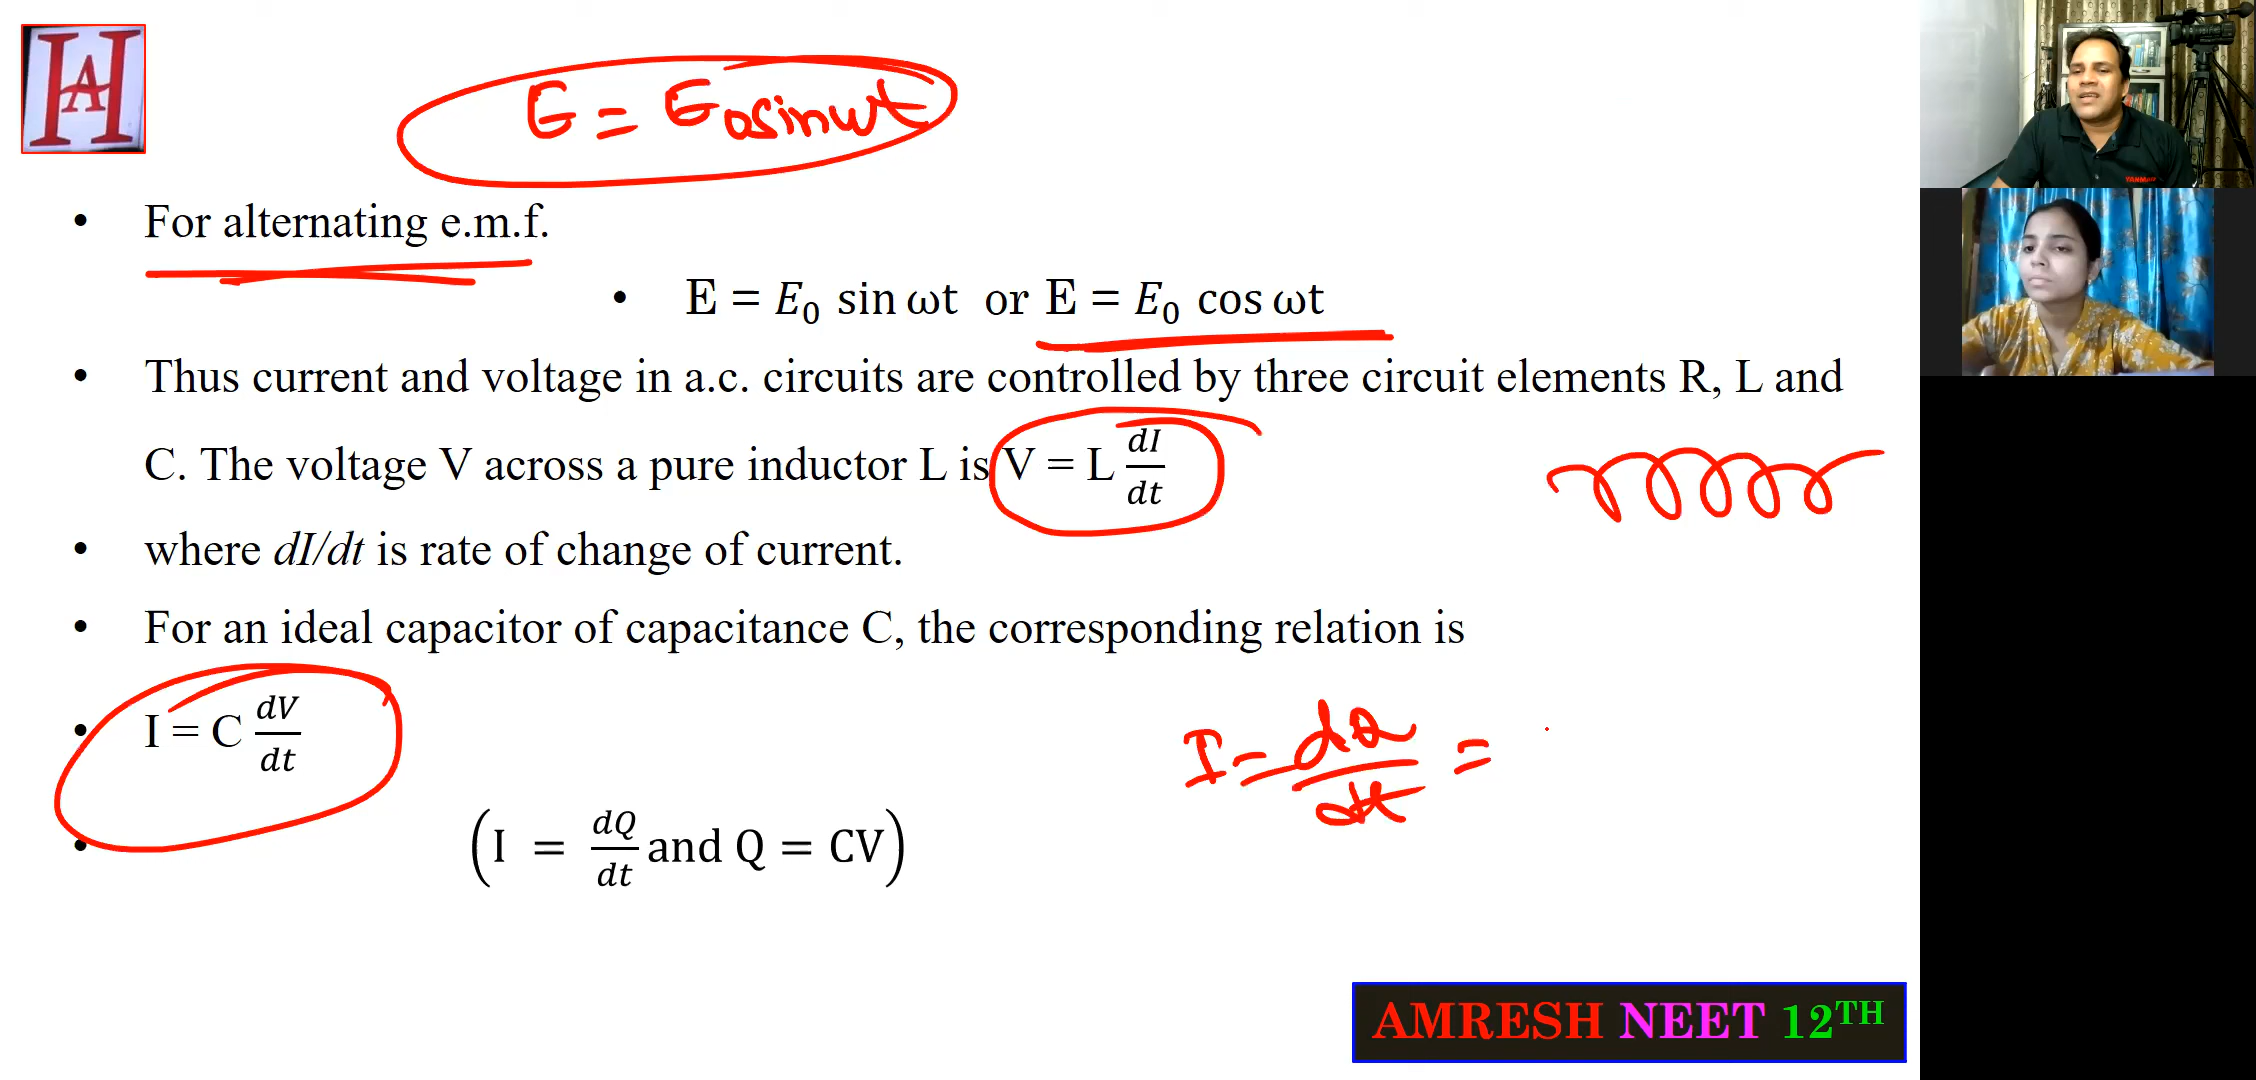 HA
E = E₀sinωt
• For alternating e.m.f.
• E = E₀ sin ωt or E = E₀ cos ωt
• Thus current and voltage in a.c. circuits are controlled by three circuit elements R, L and
C. The voltage V across a pure inductor L is V = L dI/dt
• where dI/dt is rate of change of current.
• For an ideal capacitor of capacitance C, the corresponding relation is
• I = C dV/dt
I = dQ/dt =
• (I = dQ/dt and Q = CV)
AMRESH NEET 12TH